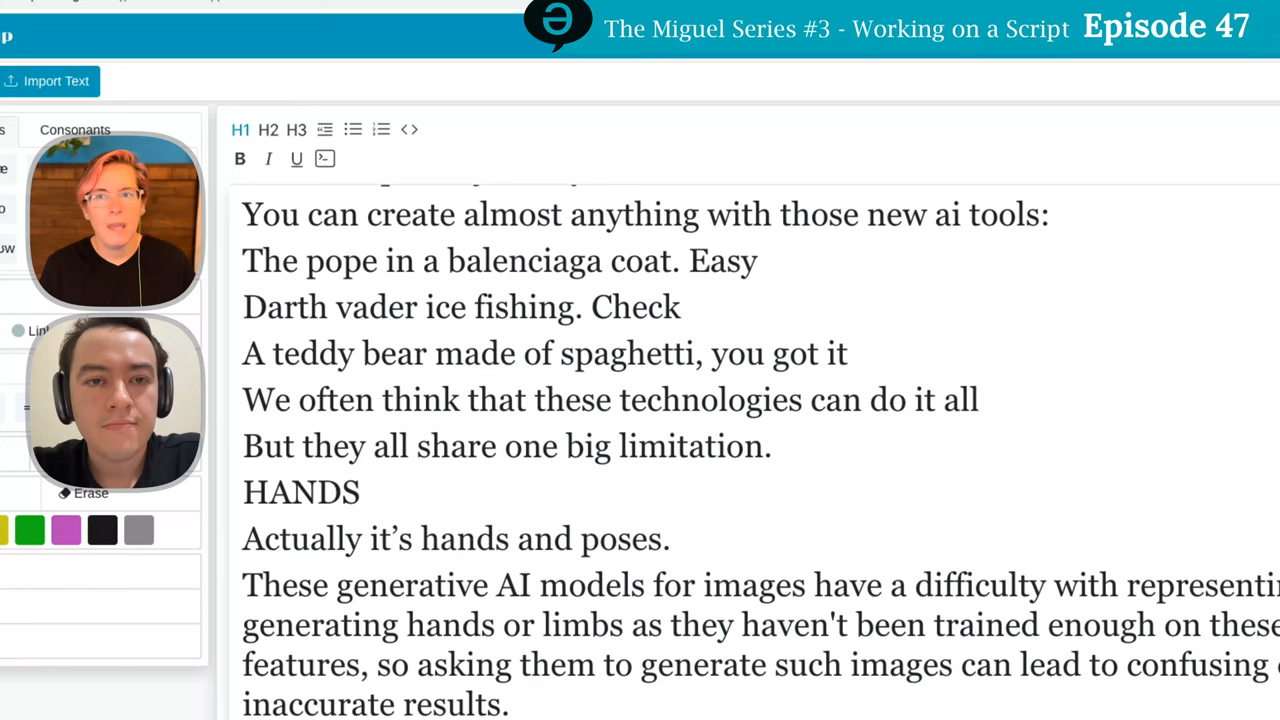 The Miguel Series #3 - Working on a Script Episode 47
p
Import Text
s Consonants
H1 H2 H3
B I U
æ
o
ʊw
Erase
You can create almost anything with those new ai tools:
The pope in a balenciaga coat. Easy
Darth vader ice fishing. Check
A teddy bear made of spaghetti, you got it
We often think that these technologies can do it all
But they all share one big limitation.
HANDS
Actually it’s hands and poses.
These generative AI models for images have a difficulty with
generating hands or limbs as they haven't been trained enough on these
features, so asking them to generate such images can lead to confusing
inaccurate results.